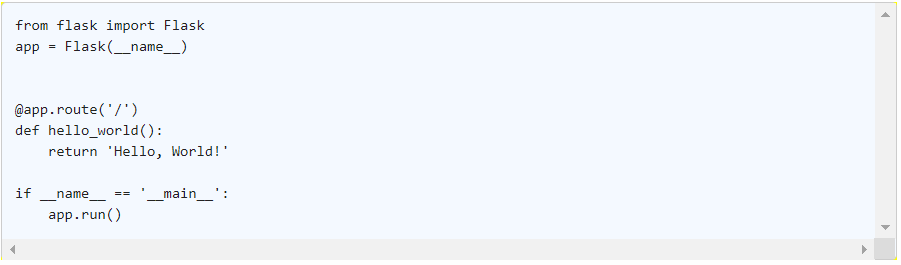 from flask import Flask
app = Flask(__name__)
@app.route('/')
def hello_world():
    return 'Hello, World!'
if __name__ == '__main__':
    app.run()